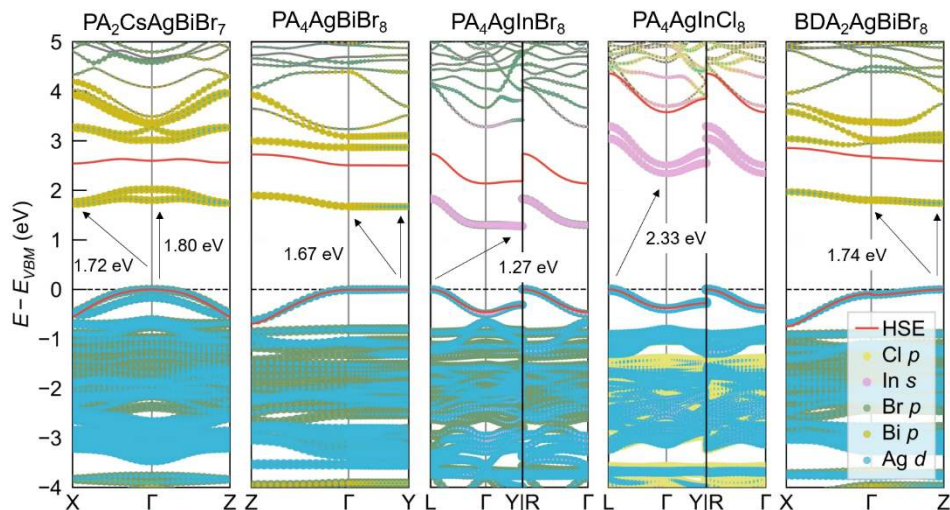 PA₂CsAgBiBr₇ PA₄AgBiBr₈ PA₄AgInBr₈ PA₄AgInCl₈ BDA₂AgBiBr₈
E − E_VBM (eV)
5
4
3
2
1
0
−1
−2
−3
−4
1.72 eV
1.80 eV
1.67 eV
1.27 eV
2.33 eV
1.74 eV
HSE
Cl p
In s
Br p
Bi p
Ag d
X Γ Z
Z Γ Y
L Γ Y|R Γ
L Γ Y|R Γ
X Γ Z